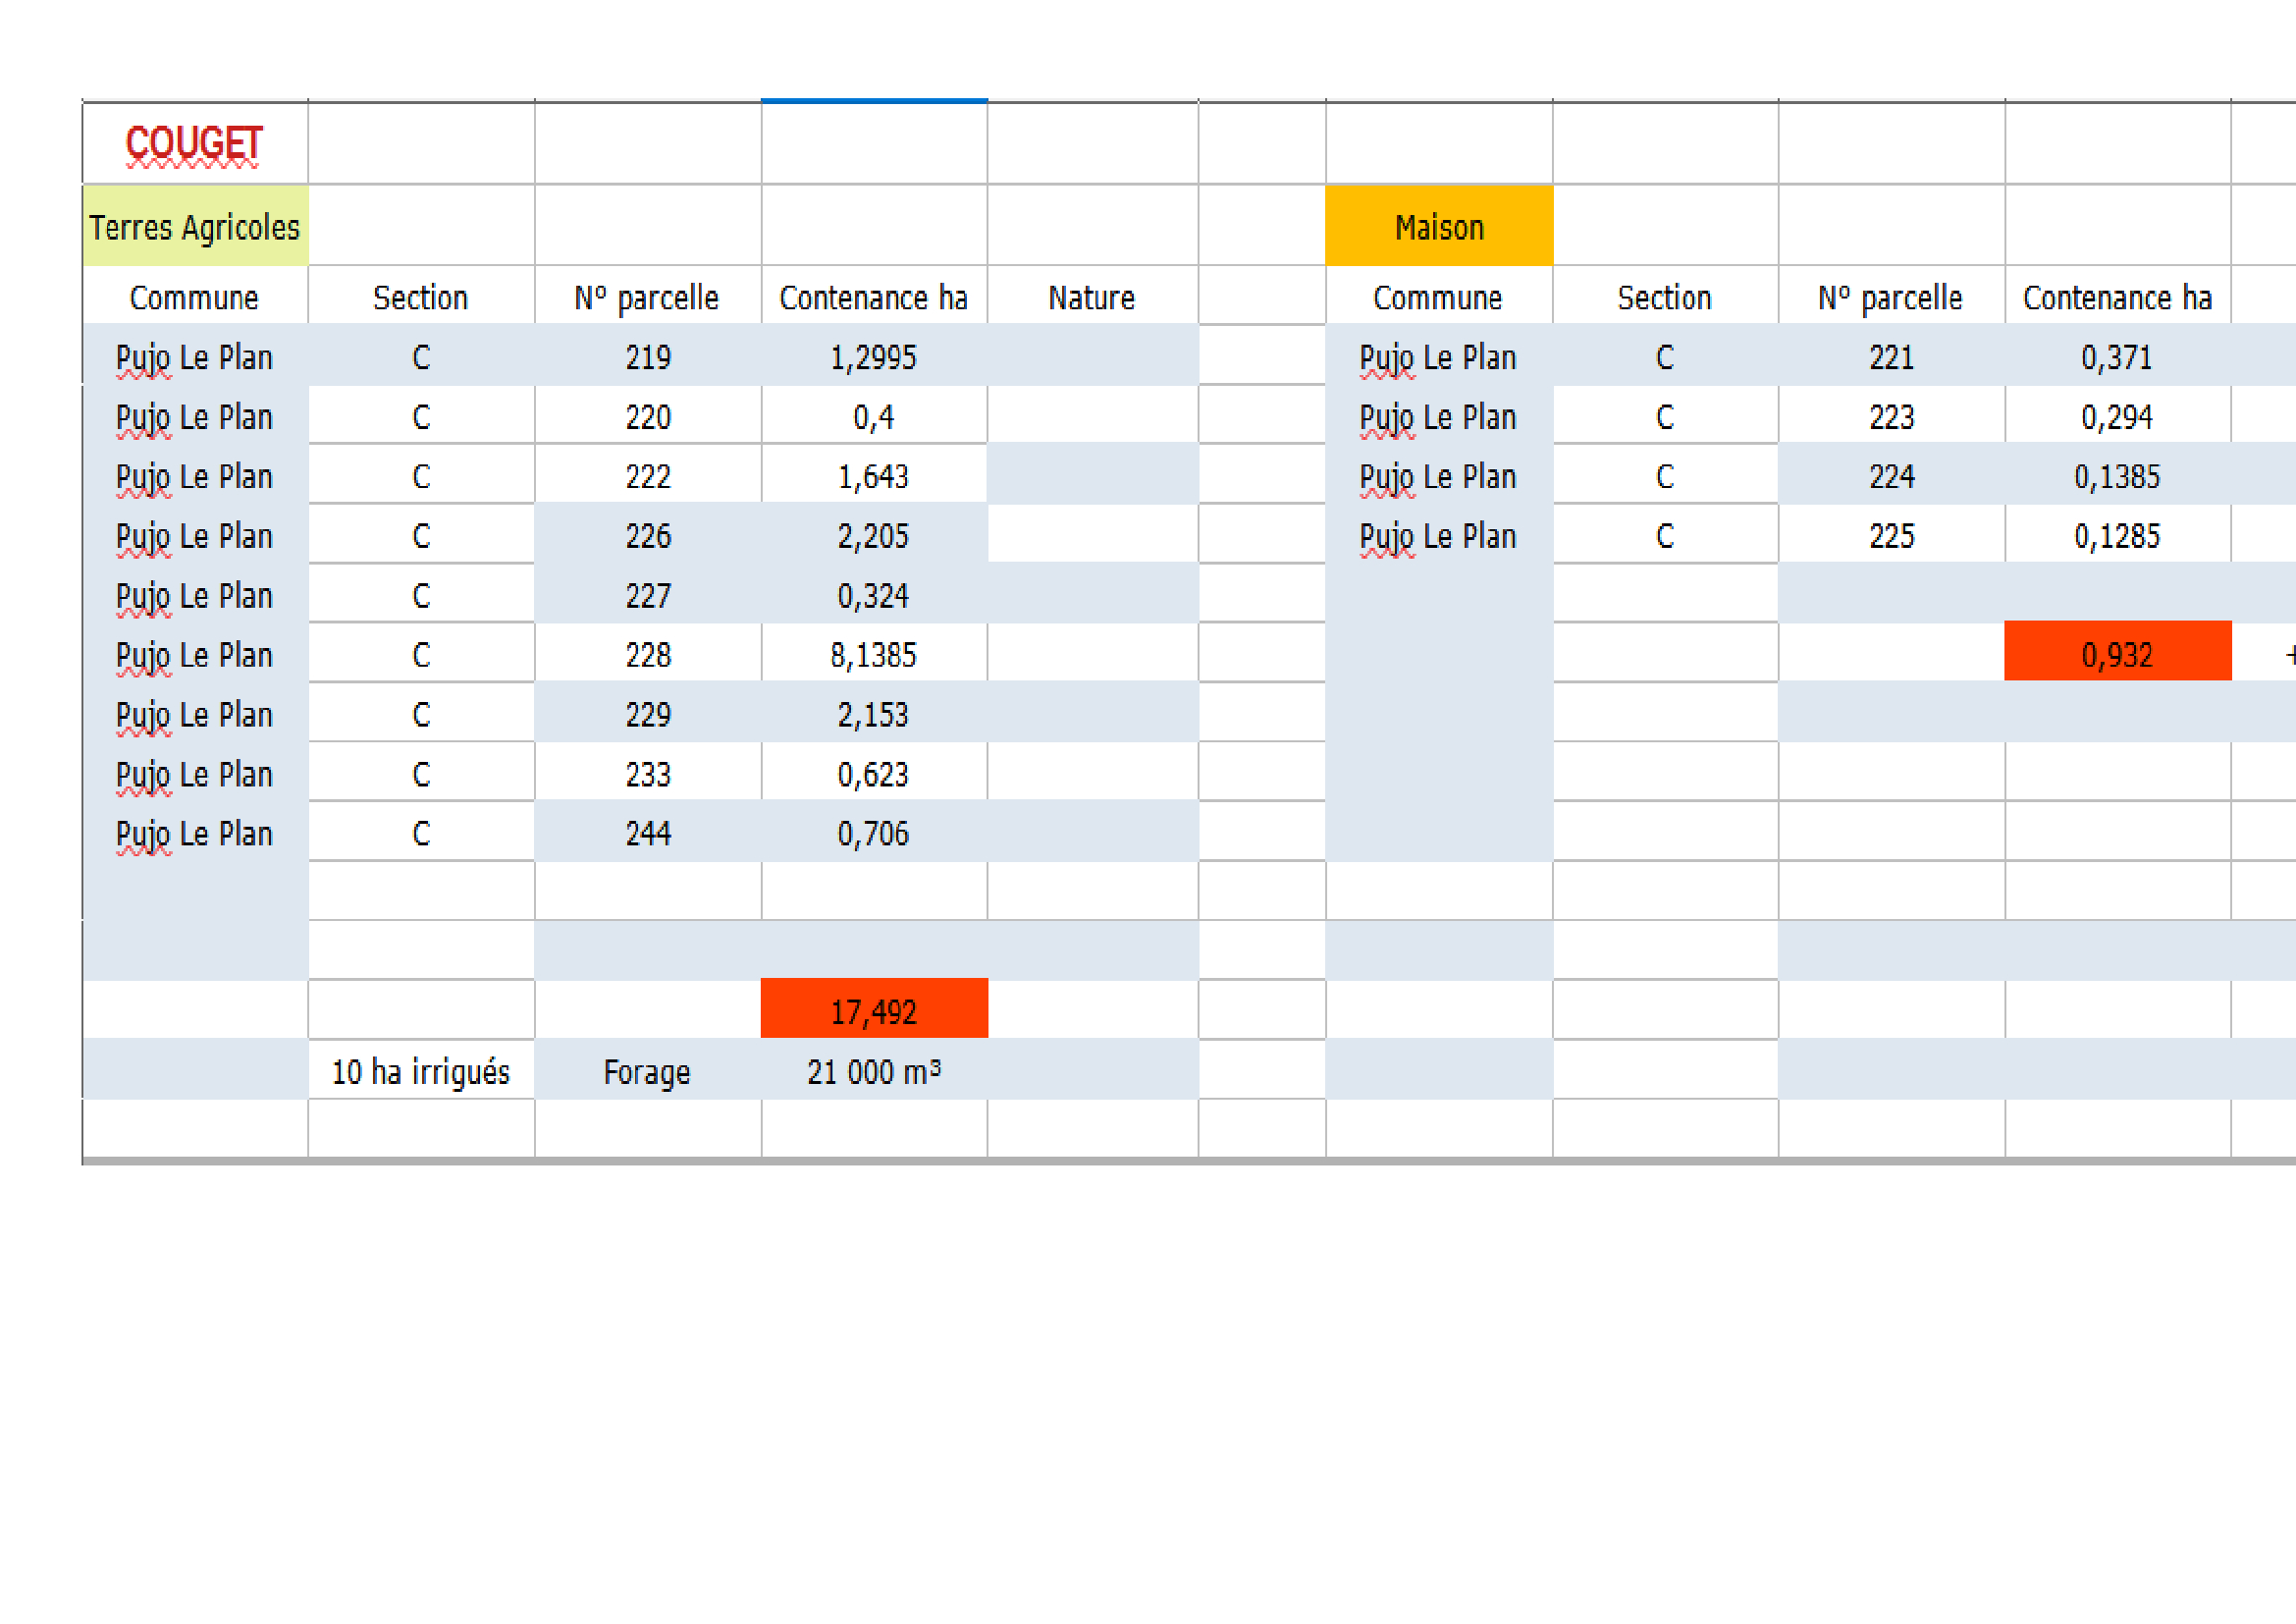 COUGET
Terres Agricoles Maison
Commune Section Nº parcelle Contenance ha Nature Commune Section Nº parcelle Contenance ha
Pujo Le Plan C 219 1,2995 Pujo Le Plan C 221 0,371
Pujo Le Plan C 220 0,4 Pujo Le Plan C 223 0,294
Pujo Le Plan C 222 1,643 Pujo Le Plan C 224 0,1385
Pujo Le Plan C 226 2,205 Pujo Le Plan C 225 0,1285
Pujo Le Plan C 227 0,324
Pujo Le Plan C 228 8,1385 0,932 +
Pujo Le Plan C 229 2,153
Pujo Le Plan C 233 0,623
Pujo Le Plan C 244 0,706
17,492
10 ha irrigués Forage 21 000 m³